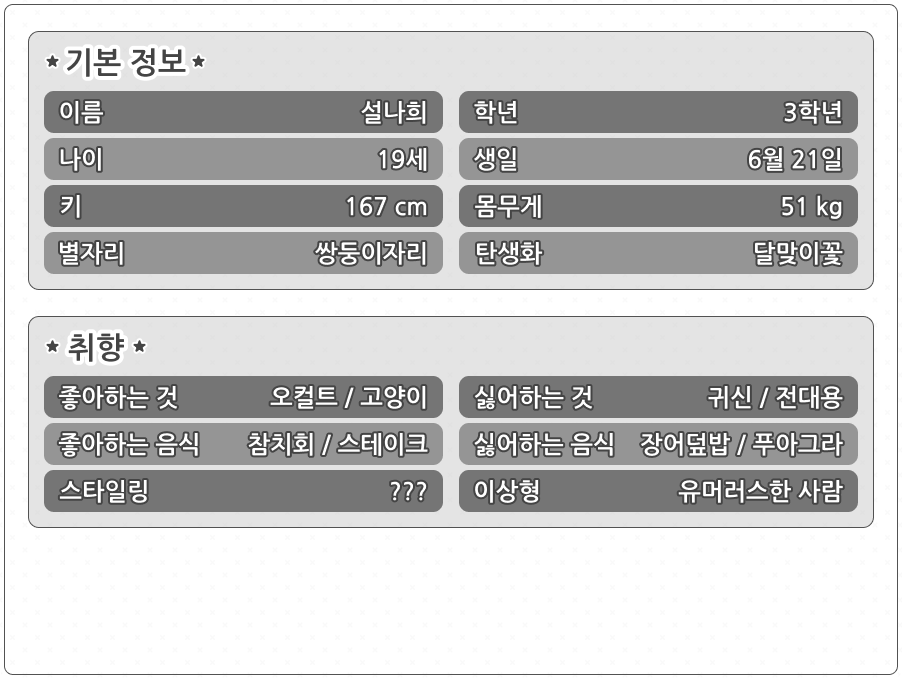 ★ 기본 정보 ★
이름 설나희 학년 3학년
나이 19세 생일 6월 21일
키 167 cm 몸무게 51 kg
별자리 쌍둥이자리 탄생화 달맞이꽃
★ 취향 ★
좋아하는 것 오컬트 / 고양이 싫어하는 것 귀신 / 전대용
좋아하는 음식 참치회 / 스테이크 싫어하는 음식 장어덮밥 / 푸아그라
스타일링 ??? 이상형 유머러스한 사람